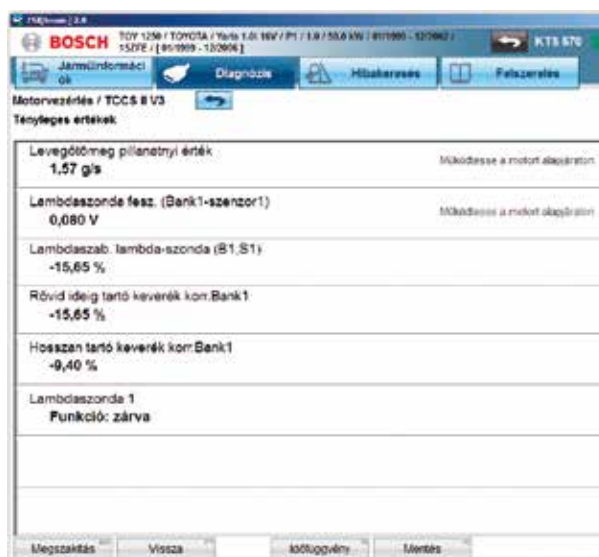 BOSCH
TOY 1250 / TOYOTA / Yaris 1.0i 16V / P1 / 1.0 / 50,0 kW / 01/1999 - 12/2002 /
1SZFE / [ 01/1999 - 12/2005 ]
KTS 570
Járműinformáci
ók
Diagnózis
Hibakeresés
Felszerelés
Motorvezérlés / TCCS II V3
Tényleges értékek
Levegőtömeg pillanatnyi érték
1,57 g/s
Működtesse a motort alapjáraton
Lambdaszonda fesz. (Bank1-szenzor1)
0,080 V
Működtesse a motort alapjáraton
Lambdaszab. lambda-szonda (B1,S1)
-15,65 %
Rövid ideig tartó keverék korr.Bank1
-15,65 %
Hosszan tartó keverék korr.Bank1
-9,40 %
Lambdaszonda 1
Funkció: zárva
Megszakítás
Vissza
Időfüggvény
Mentés